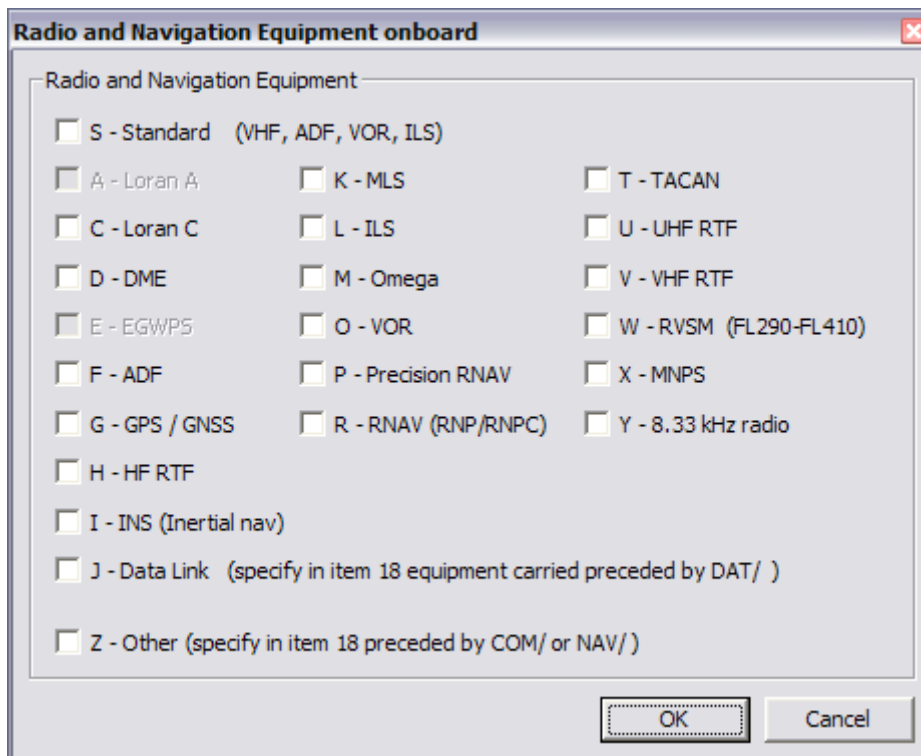 Radio and Navigation Equipment onboard
Radio and Navigation Equipment
S - Standard (VHF, ADF, VOR, ILS)
A - Loran A K - MLS T - TACAN
C - Loran C L - ILS U - UHF RTF
D - DME M - Omega V - VHF RTF
E - EGWPS O - VOR W - RVSM (FL290-FL410)
F - ADF P - Precision RNAV X - MNPS
G - GPS / GNSS R - RNAV (RNP/RNPC) Y - 8.33 kHz radio
H - HF RTF
I - INS (Inertial nav)
J - Data Link (specify in item 18 equipment carried preceded by DAT/ )
Z - Other (specify in item 18 preceded by COM/ or NAV/ )
OK Cancel